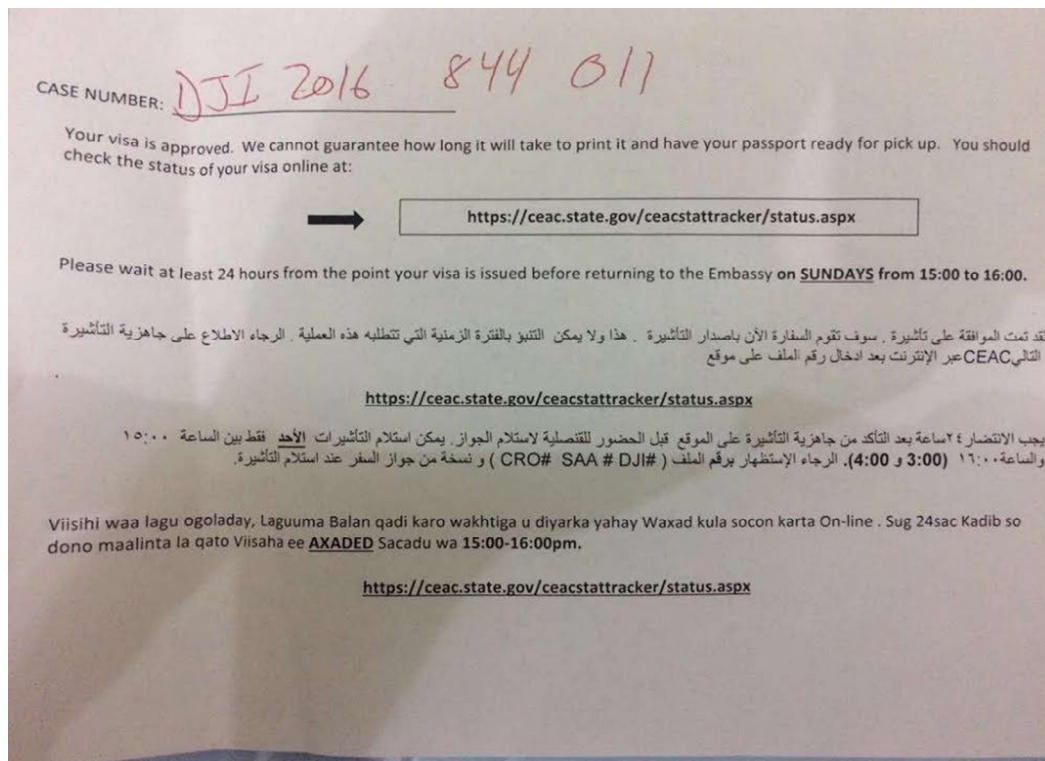 CASE NUMBER: DJI 2016 844 011
Your visa is approved. We cannot guarantee how long it will take to print it and have your passport ready for pick up. You should
check the status of your visa online at:
https://ceac.state.gov/ceacstattracker/status.aspx
Please wait at least 24 hours from the point your visa is issued before returning to the Embassy on SUNDAYS from 15:00 to 16:00.
لقد تمت الموافقة على تأشيرة . سوف تقوم السفارة الأن باصدار التأشيرة . هذا ولا يمكن التنبؤ بالفترة الزمنية التي تتطلبه هذه العملية . الرجاء الاطلاع على جاهزية التأشيرة
التاليCEACعبر الإنترنت بعد ادخال رقم الملف على موقع
https://ceac.state.gov/ceacstattracker/status.aspx
يجب الانتضار ٢٤ساعة بعد التأكد من جاهزية التأشيرة على الموقع قبل الحضور للقنصلية لاستلام الجواز. يمكن استلام التأشيرات الأحد فقط بين الساعة ١٥:٠٠
والساعة ١٦:٠٠ (3:00 و 4:00). الرجاء الإستظهار برقم الملف ( CRO# SAA # DJI# ) و نسخة من جواز السفر عند استلام التأشيرة.
Viisihi waa lagu ogoladay, Laguuma Balan qadi karo wakhtiga u diyarka yahay Waxad kula socon karta On-line . Sug 24sac Kadib so
dono maalinta la qato Viisaha ee AXADED Sacadu wa 15:00-16:00pm.
https://ceac.state.gov/ceacstattracker/status.aspx